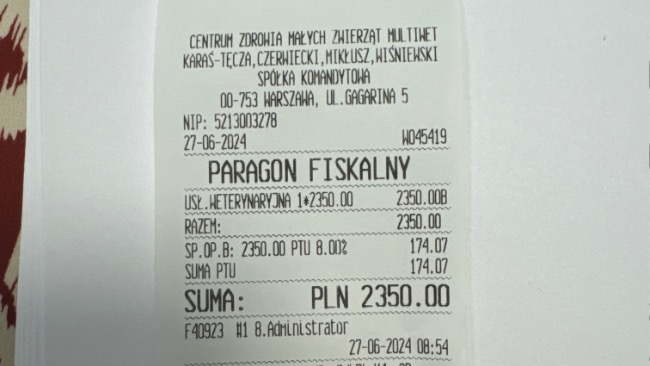 CENTRUM ZDROWIA MAŁYCH ZWIERZĄT MULTIWET
KARAŚ-TĘCZA,CZERWIECKI,MIKŁUSZ,WIŚNIEWSKI
SPÓŁKA KOMANDYTOWA
00-753 WARSZAWA, UL.GAGARINA 5
NIP: 5213003278
27-06-2024 W045419
PARAGON FISKALNY
USŁ.WETERYNARYJNA 1*2350.00 2350.00B
RAZEM: 2350.00
SP.OP.B: 2350.00 PTU 8.00% 174.07
SUMA PTU 174.07
SUMA: PLN 2350.00
F40923 #1 8.Administrator
27-06-2024 08:54